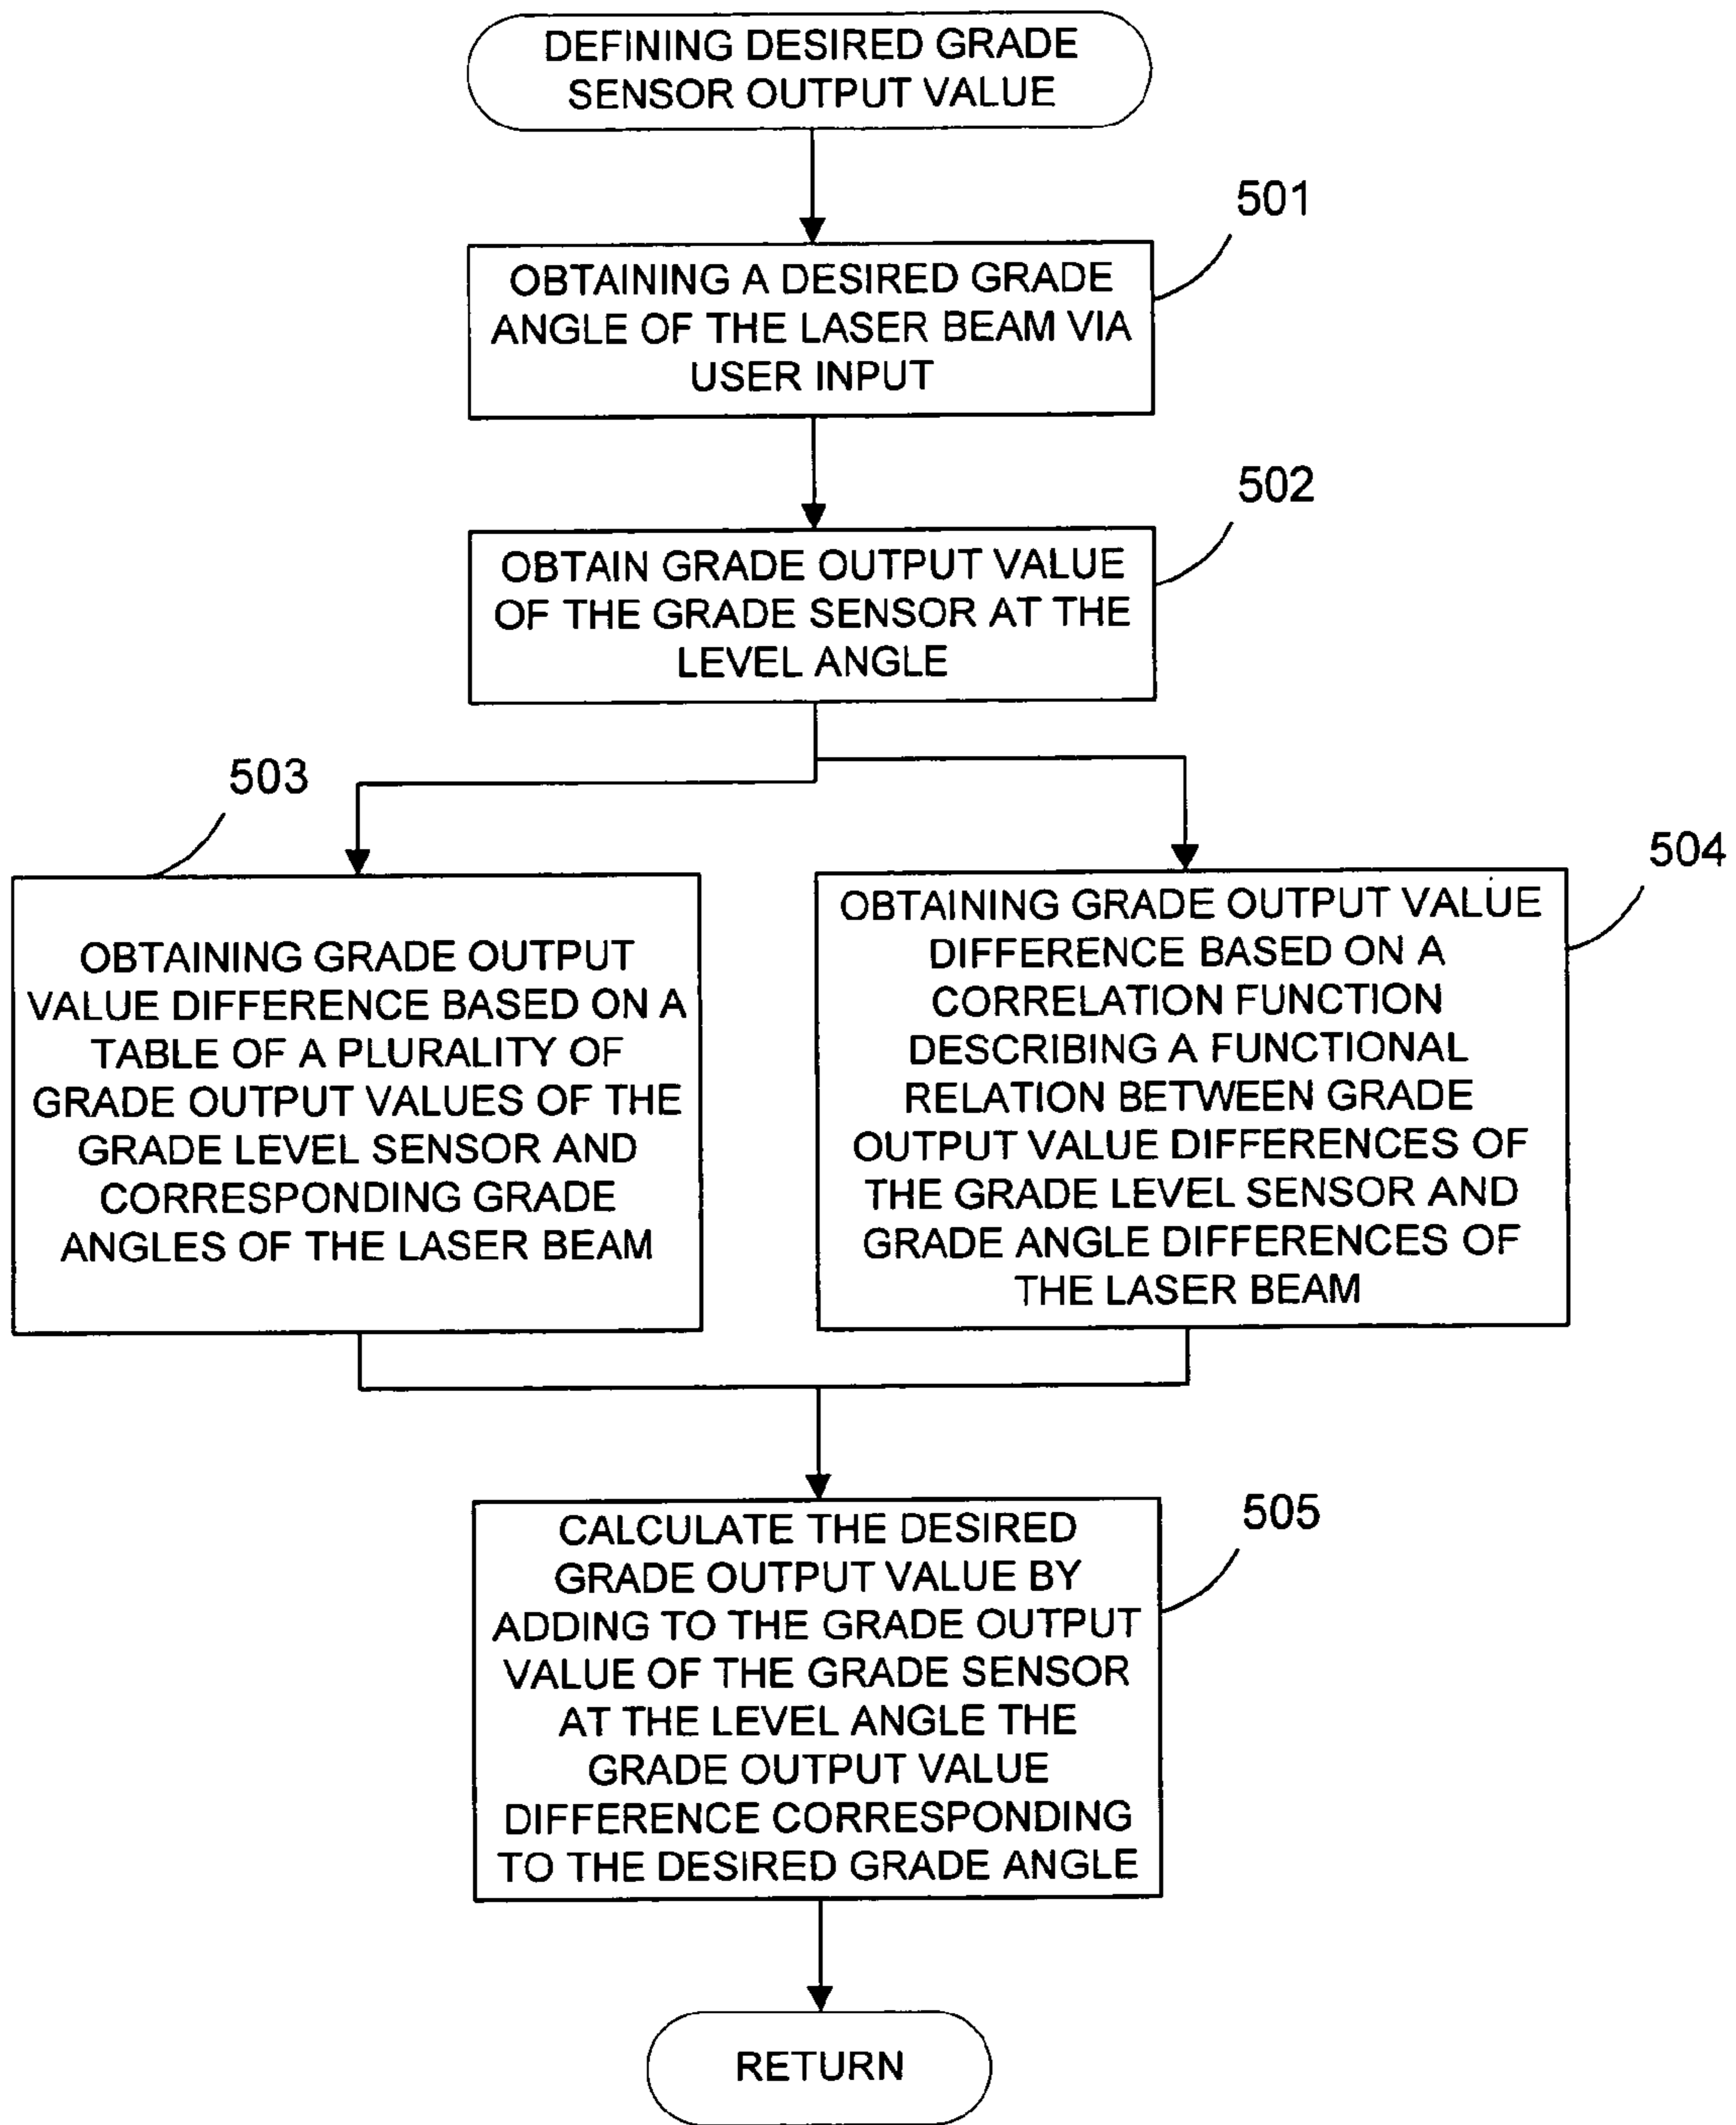 DEFINING DESIRED GRADE
SENSOR OUTPUT VALUE
501
OBTAINING A DESIRED GRADE
ANGLE OF THE LASER BEAM VIA
USER INPUT
502
OBTAIN GRADE OUTPUT VALUE
OF THE GRADE SENSOR AT THE
LEVEL ANGLE
503
OBTAINING GRADE OUTPUT
VALUE DIFFERENCE BASED ON A
TABLE OF A PLURALITY OF
GRADE OUTPUT VALUES OF THE
GRADE LEVEL SENSOR AND
CORRESPONDING GRADE
ANGLES OF THE LASER BEAM
504
OBTAINING GRADE OUTPUT VALUE
DIFFERENCE BASED ON A
CORRELATION FUNCTION
DESCRIBING A FUNCTIONAL
RELATION BETWEEN GRADE
OUTPUT VALUE DIFFERENCES OF
THE GRADE LEVEL SENSOR AND
GRADE ANGLE DIFFERENCES OF
THE LASER BEAM
505
CALCULATE THE DESIRED
GRADE OUTPUT VALUE BY
ADDING TO THE GRADE OUTPUT
VALUE OF THE GRADE SENSOR
AT THE LEVEL ANGLE THE
GRADE OUTPUT VALUE
DIFFERENCE CORRESPONDING
TO THE DESIRED GRADE ANGLE
RETURN